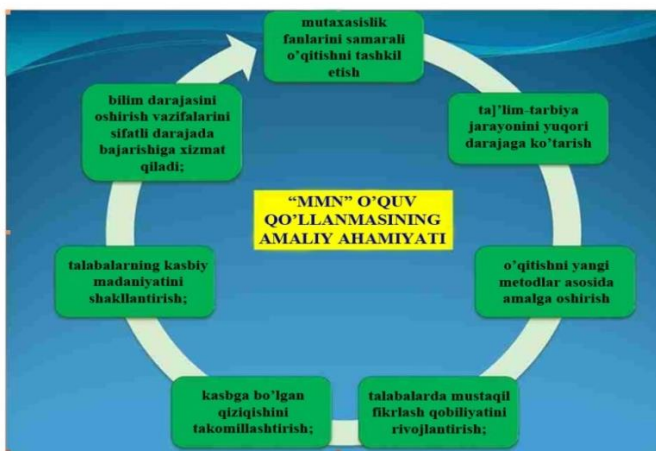 mutaxasislik
fanlarini samarali
o'qitishni tashkil
etish
ta]'lim-tarbiya
jarayonini yuqori
darajaga ko'tarish
o'qitishni yangi
metodlar asosida
amalga oshirish
talabalarda mustaqil
fikrlash qobiliyatini
rivojlantirish;
kasbga bo'lgan
qiziqishini
takomillashtirish;
talabalarning kasbiy
madaniyatini
shakllantirish;
bilim darajasini
oshirish vazifalarini
sifatli darajada
bajarishiga xizmat
qiladi;
"MMN" O'QUV
QO'LLANMASINING
AMALIY AHAMIYATI